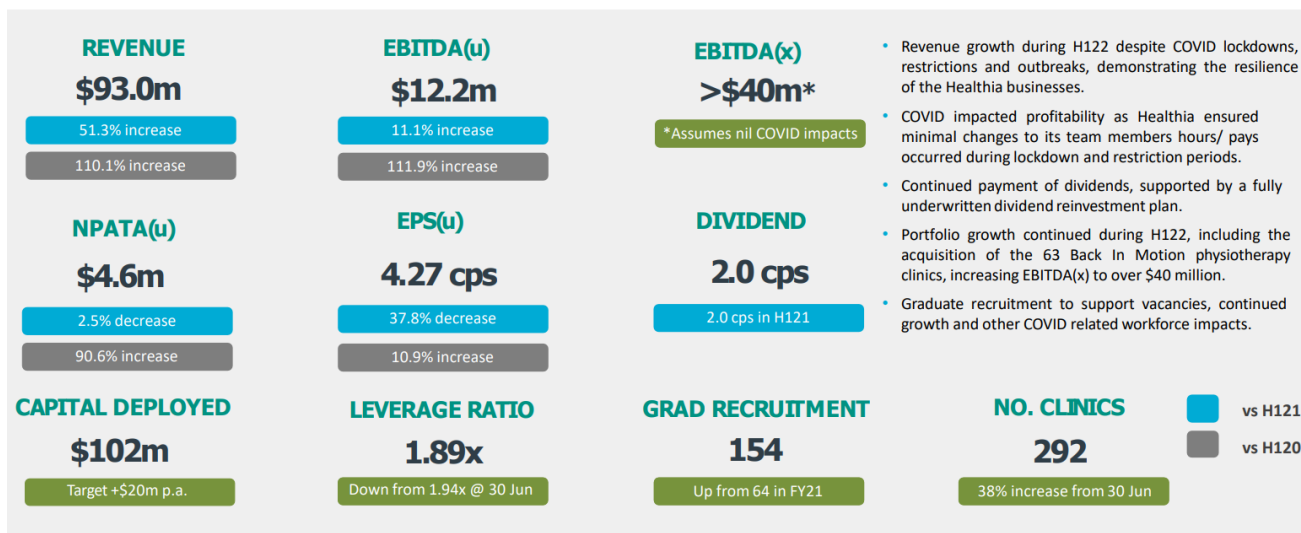 REVENUE
$93.0m
51.3% increase
110.1% increase
EBITDA(u)
$12.2m
11.1% increase
111.9% increase
EBITDA(x)
>$40m*
*Assumes nil COVID impacts
NPATA(u)
$4.6m
2.5% decrease
90.6% increase
EPS(u)
4.27 cps
37.8% decrease
10.9% increase
DIVIDEND
2.0 cps
2.0 cps in H121
• Revenue growth during H122 despite COVID lockdowns,
restrictions and outbreaks, demonstrating the resilience
of the Healthia businesses.
• COVID impacted profitability as Healthia ensured
minimal changes to its team members hours/ pays
occurred during lockdown and restriction periods.
• Continued payment of dividends, supported by a fully
underwritten dividend reinvestment plan.
• Portfolio growth continued during H122, including the
acquisition of the 63 Back In Motion physiotherapy
clinics, increasing EBITDA(x) to over $40 million.
• Graduate recruitment to support vacancies, continued
growth and other COVID related workforce impacts.
CAPITAL DEPLOYED
$102m
Target +$20m p.a.
LEVERAGE RATIO
1.89x
Down from 1.94x @ 30 Jun
GRAD RECRUITMENT
154
Up from 64 in FY21
NO. CLINICS
292
38% increase from 30 Jun
vs H121
vs H120